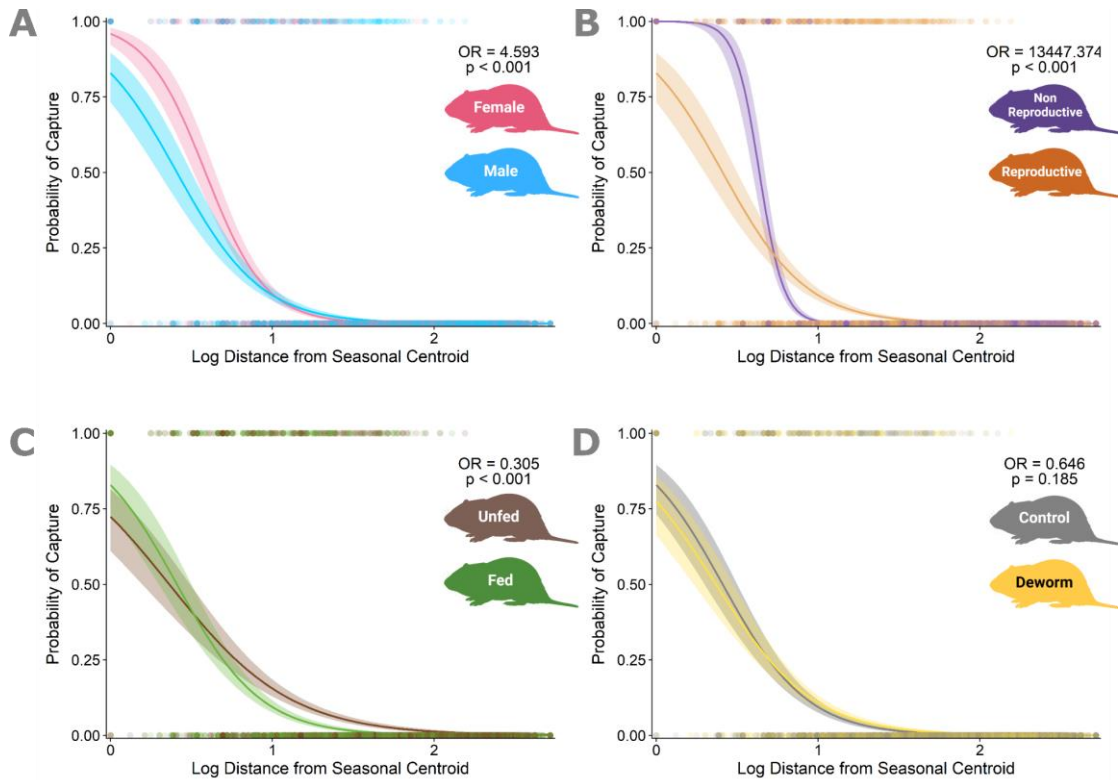 A
1.00
0.75
0.50
0.25
0.00
Probability of Capture
0
1
2
Log Distance from Seasonal Centroid
OR = 4.593
p < 0.001
Female
Male
B
1.00
0.75
0.50
0.25
0.00
Probability of Capture
0
1
2
Log Distance from Seasonal Centroid
OR = 13447.374
p < 0.001
Non
Reproductive
Reproductive
C
1.00
0.75
0.50
0.25
0.00
Probability of Capture
0
1
2
Log Distance from Seasonal Centroid
OR = 0.305
p < 0.001
Unfed
Fed
D
1.00
0.75
0.50
0.25
0.00
Probability of Capture
0
1
2
Log Distance from Seasonal Centroid
OR = 0.646
p = 0.185
Control
Deworm